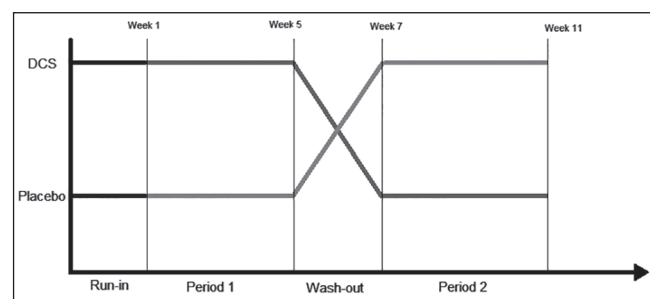 Week 1 Week 5 Week 7 Week 11
DCS
Placebo
Run-in Period 1 Wash-out Period 2